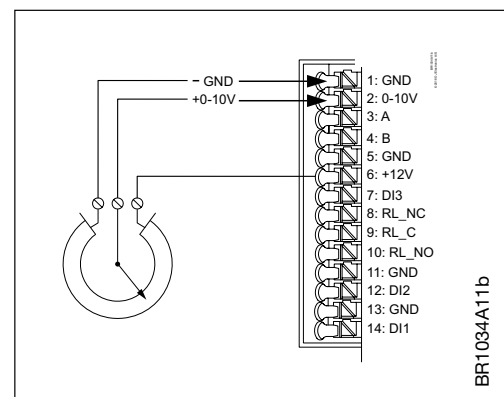 - GND
+0-10V
1: GND
2: 0-10V
3: A
4: B
5: GND
6: +12V
7: DI3
8: RL_NC
9: RL_C
10: RL_NO
11: GND
12: DI2
13: GND
14: DI1
BR1034A11b